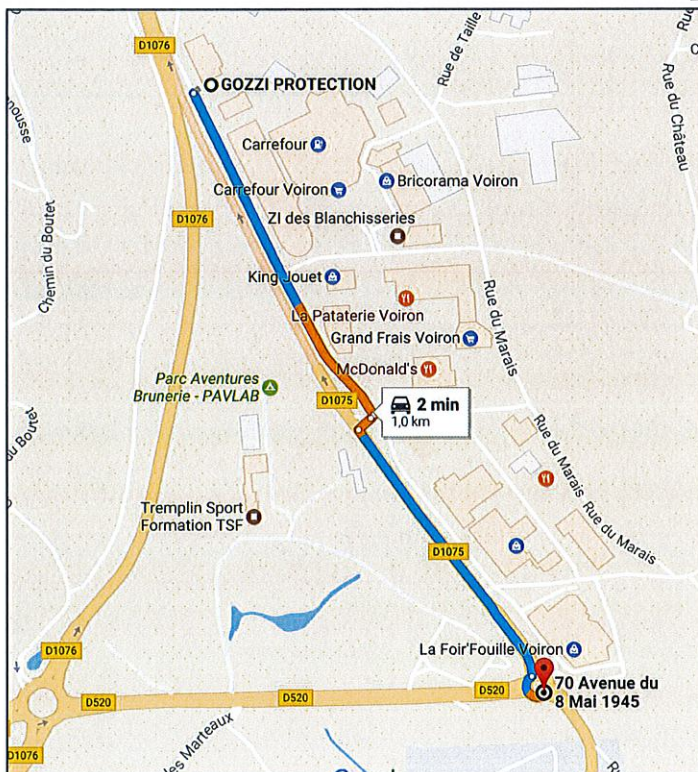 D1076
GOZZI PROTECTION
Rue de Taille
Carrefour
Rue du Château
Carrefour Voiron
Bricorama Voiron
D1076
ZI des Blanchisseries
Chemin du Boutet
King Jouet
La Pataterie Voiron
Rue du Marais
Grand Frais Voiron
McDonald's
Parc Aventures
Brunerie - PAVLAB
D1075
2 min
1,0 km
Rue du Marais
Tremplin Sport
Formation TSF
Rue du Marais
D1075
La Foir'Fouille Voiron
D1076
70 Avenue du
8 Mai 1945
D520
D520
D520
des Marteaux
D1076